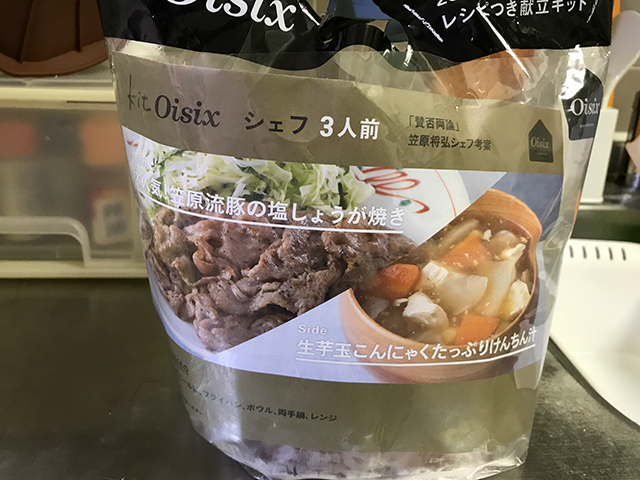 Oisix
レシピつき献立キット
kit Oisix シェフ 3人前
「賛否両論」
笠原将弘シェフ考案
Oisix
Oisix
気!笠原流豚の塩しょうが焼き
Side
生芋玉こんにゃくたっぷりけんちん汁
フライパン、ボウル、両手鍋、レンジ